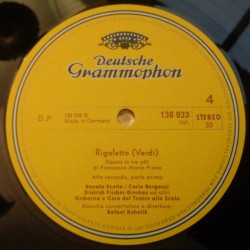 Deutsche
Grammophon
D. P.
Made in Germany
138 933
4
STEREO
33
Rigoletto (Verdi)
Opera in tre atti
di Francesco Maria Piave
Atto secondo, parte prima
Renata Scotto / Carlo Bergonzi
Dietrich Fischer-Dieskau ed altri
Orchestra e Coro del Teatro alla Scala
Maestro concertatore e direttore:
Rafael Kubelik